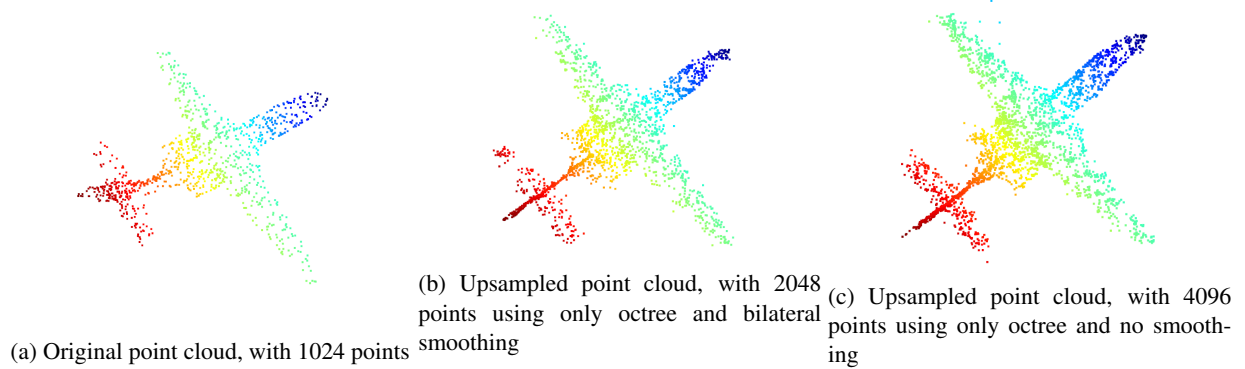 (a) Original point cloud, with 1024 points
(b) Upsampled point cloud, with 2048
points using only octree and bilateral
smoothing
(c) Upsampled point cloud, with 4096
points using only octree and no smooth-
ing